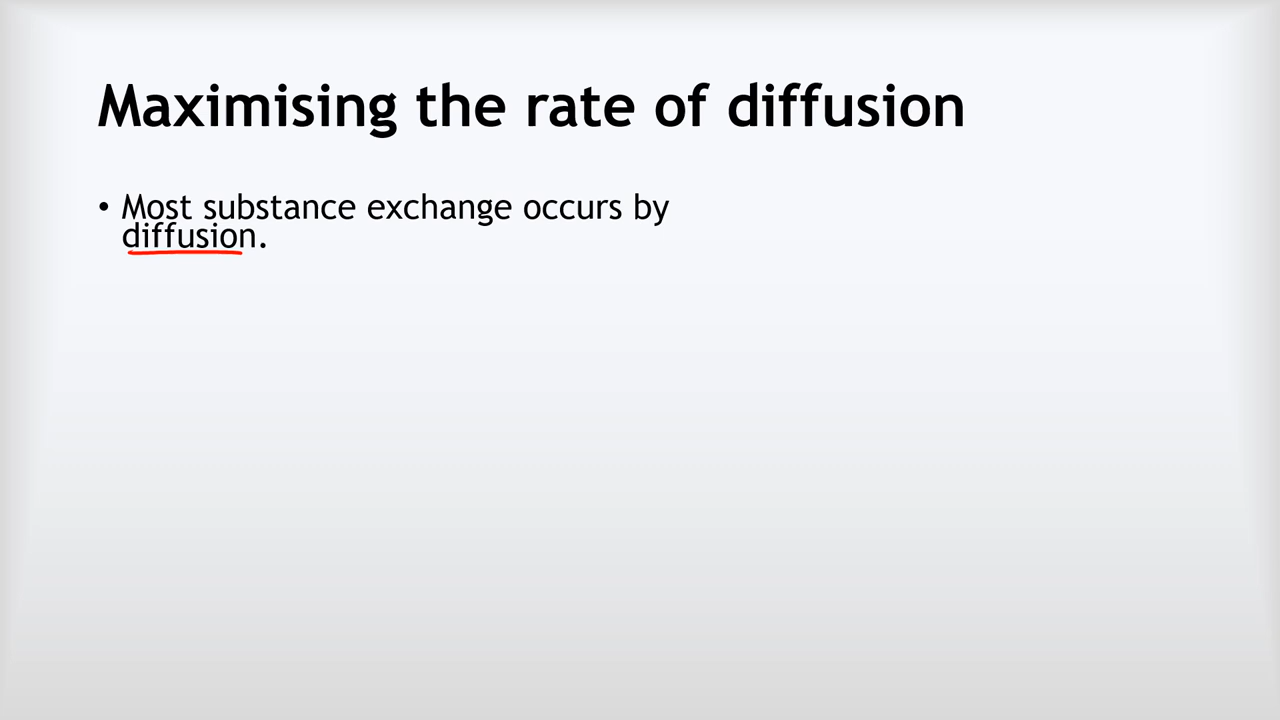 Maximising the rate of diffusion
• Most substance exchange occurs by
diffusion.